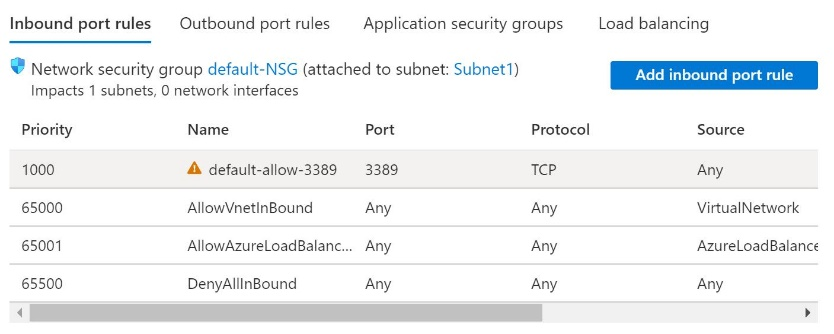 Inbound port rules Outbound port rules Application security groups Load balancing
Network security group default-NSG (attached to subnet: Subnet1)
Impacts 1 subnets, 0 network interfaces
Add inbound port rule
Priority Name Port Protocol Source
1000 default-allow-3389 3389 TCP Any
65000 AllowVnetInBound Any Any VirtualNetwork
65001 AllowAzureLoadBalanc... Any Any AzureLoadBalance
65500 DenyAllInBound Any Any Any